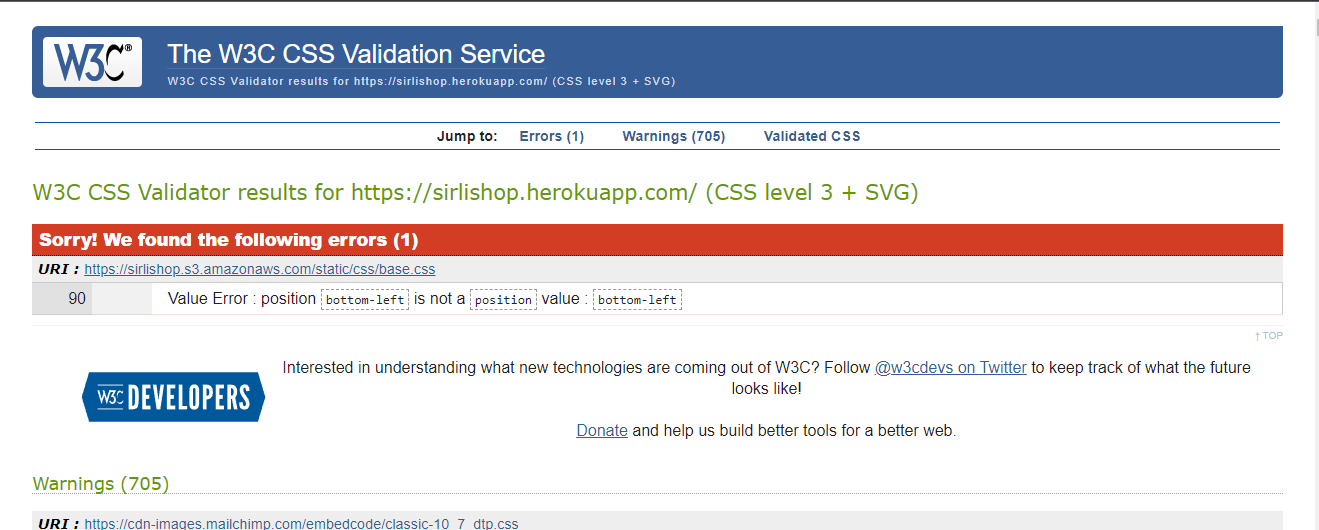 W3C®
The W3C CSS Validation Service
W3C CSS Validator results for https://sirlishop.herokuapp.com/ (CSS level 3 + SVG)
Jump to: Errors (1) Warnings (705) Validated CSS
W3C CSS Validator results for https://sirlishop.herokuapp.com/ (CSS level 3 + SVG)
Sorry! We found the following errors (1)
URI : https://sirlishop.s3.amazonaws.com/static/css/base.css
90 Value Error : position bottom-left is not a position value : bottom-left
↑ TOP
W3C DEVELOPERS
Interested in understanding what new technologies are coming out of W3C? Follow @w3cdevs on Twitter to keep track of what the future
looks like!
Donate and help us build better tools for a better web.
Warnings (705)
URI : https://cdn-images.mailchimp.com/embedcode/classic-10_7_dtp.css